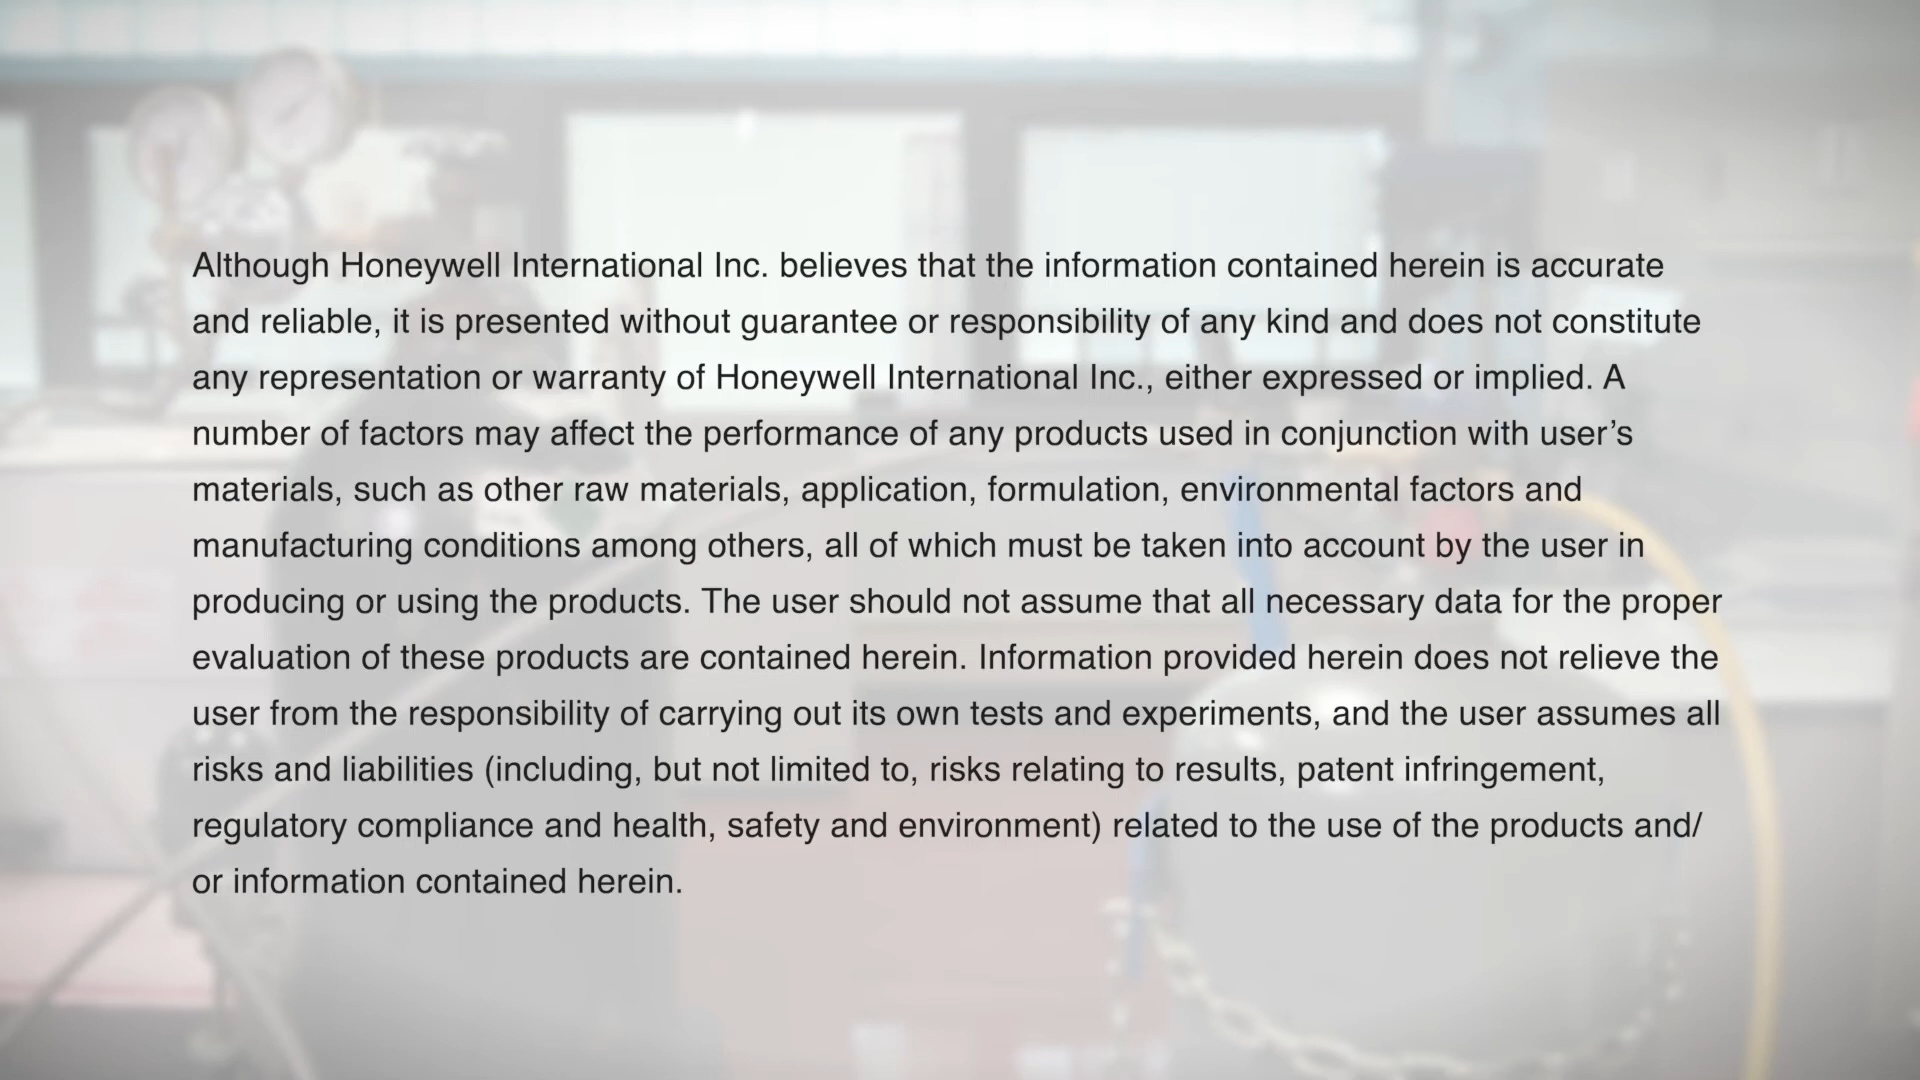 Although Honeywell International Inc. believes that the information contained herein is accurate
and reliable, it is presented without guarantee or responsibility of any kind and does not constitute
any representation or warranty of Honeywell International Inc., either expressed or implied. A
number of factors may affect the performance of any products used in conjunction with user’s
materials, such as other raw materials, application, formulation, environmental factors and
manufacturing conditions among others, all of which must be taken into account by the user in
producing or using the products. The user should not assume that all necessary data for the proper
evaluation of these products are contained herein. Information provided herein does not relieve the
user from the responsibility of carrying out its own tests and experiments, and the user assumes all
risks and liabilities (including, but not limited to, risks relating to results, patent infringement,
regulatory compliance and health, safety and environment) related to the use of the products and/
or information contained herein.